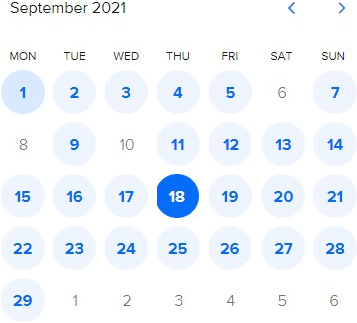 September 2021
MON TUE WED THU FRI SAT SUN
1 2 3 4 5 6 7
8 9 10 11 12 13 14
15 16 17 18 19 20 21
22 23 24 25 26 27 28
29 1 2 3 4 5 6